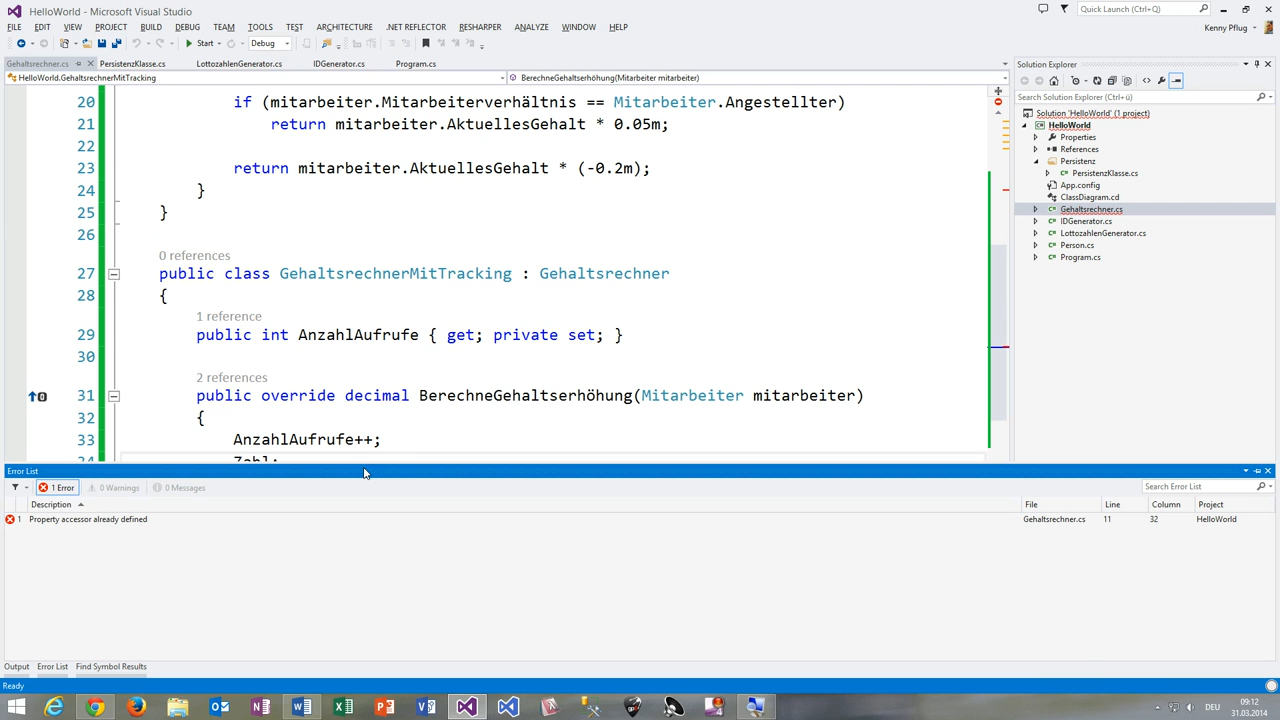 HelloWorld - Microsoft Visual Studio
Quick Launch (Ctrl+Q)
FILE EDIT VIEW PROJECT BUILD DEBUG TEAM TOOLS TEST ARCHITECTURE .NET REFLECTOR RESHARPER ANALYZE WINDOW HELP
Kenny Pflug
Start Debug
Gehaltsrechner.cs PersistenzKlasse.cs LottozahlenGenerator.cs IDGenerator.cs Program.cs
HelloWorld.GehaltsrechnerMitTracking BerechneGehaltserhöhung(Mitarbeiter mitarbeiter)
20 if (mitarbeiter.Mitarbeiterverhältnis == Mitarbeiter.Angestellter)
21 return mitarbeiter.AktuellesGehalt * 0.05m;
22
23 return mitarbeiter.AktuellesGehalt * (-0.2m);
24 }
25 }
26
0 references
27 public class GehaltsrechnerMitTracking : Gehaltsrechner
28 {
1 reference
29 public int AnzahlAufrufe { get; private set; }
30
2 references
31 public override decimal BerechneGehaltserhöhung(Mitarbeiter mitarbeiter)
32 {
33 AnzahlAufrufe++;
34 Zahl;
Solution Explorer
Search Solution Explorer (Ctrl+ü)
Solution 'HelloWorld' (1 project)
HelloWorld
Properties
References
Persistenz
PersistenzKlasse.cs
App.config
ClassDiagram.cd
Gehaltsrechner.cs
IDGenerator.cs
LottozahlenGenerator.cs
Person.cs
Program.cs
Error List
1 Error 0 Warnings 0 Messages
Search Error List
Description File Line Column Project
1 Property accessor already defined Gehaltsrechner.cs 11 32 HelloWorld
Output Error List Find Symbol Results
Ready
DEU
09:12
31.03.2014